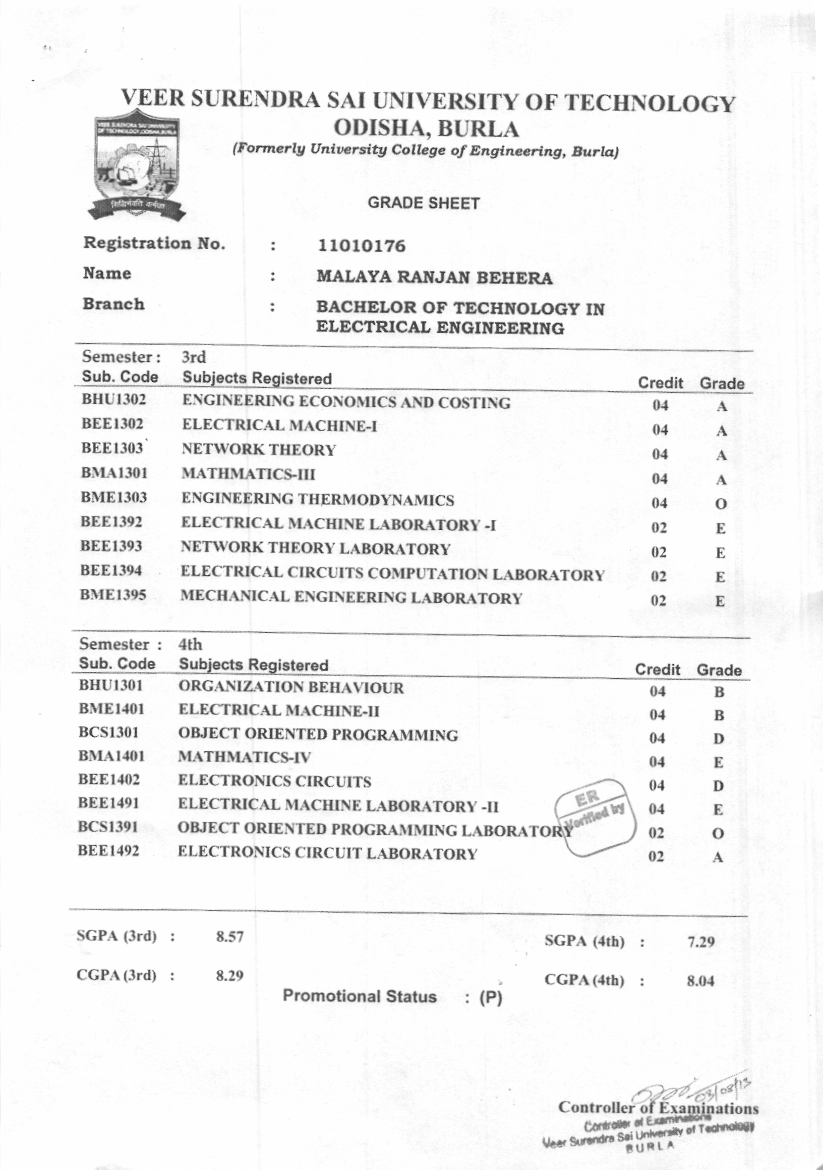 VEER SURENDRA SAI UNIVERSITY OF TECHNOLOGY
ODISHA, BURLA
(Formerly University College of Engineering, Burla)
VEER SURENDRA SAI UNIVERSITY
OF TECHNOLOGY, ODISHA, BURLA
GRADE SHEET
Registration No. : 11010176
Name : MALAYA RANJAN BEHERA
Branch : BACHELOR OF TECHNOLOGY IN
ELECTRICAL ENGINEERING
Semester : 3rd
Sub. Code Subjects Registered Credit Grade
BHU1302 ENGINEERING ECONOMICS AND COSTING 04 A
BEE1302 ELECTRICAL MACHINE-I 04 A
BEE1303 NETWORK THEORY 04 A
BMA1301 MATHMATICS-III 04 A
BME1303 ENGINEERING THERMODYNAMICS 04 O
BEE1392 ELECTRICAL MACHINE LABORATORY -I 02 E
BEE1393 NETWORK THEORY LABORATORY 02 E
BEE1394 ELECTRICAL CIRCUITS COMPUTATION LABORATORY 02 E
BME1395 MECHANICAL ENGINEERING LABORATORY 02 E
Semester : 4th
Sub. Code Subjects Registered Credit Grade
BHU1301 ORGANIZATION BEHAVIOUR 04 B
BME1401 ELECTRICAL MACHINE-II 04 B
BCS1301 OBJECT ORIENTED PROGRAMMING 04 D
BMA1401 MATHMATICS-IV 04 E
BEE1402 ELECTRONICS CIRCUITS 04 D
BEE1491 ELECTRICAL MACHINE LABORATORY -II 04 E
BCS1391 OBJECT ORIENTED PROGRAMMING LABORATORY 02 O
BEE1492 ELECTRONICS CIRCUIT LABORATORY 02 A
ER
Verified by
SGPA (3rd) : 8.57 SGPA (4th) : 7.29
CGPA (3rd) : 8.29 CGPA (4th) : 8.04
Promotional Status : (P)
03/08/13
Controller of Examinations
Controller of Examinations
Veer Surendra Sai University of Technology
BURLA